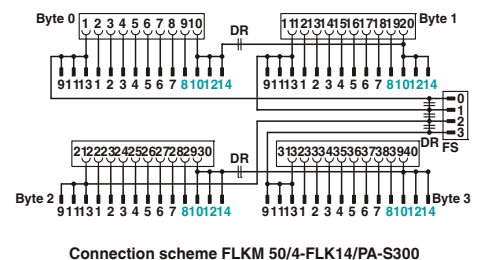 Byte 0 1 2 3 4 5 6 7 8 9 10 DR 11 12 13 14 15 16 17 18 19 20 Byte 1
9 11 13 1 2 3 4 5 6 7 8 10 12 14 9 11 13 1 2 3 4 5 6 7 8 10 12 14
0
1
2
3
DR FS
21 22 23 24 25 26 27 28 29 30 DR 31 32 33 34 35 36 37 38 39 40
Byte 2 Byte 3
9 11 13 1 2 3 4 5 6 7 8 10 12 14 9 11 13 1 2 3 4 5 6 7 8 10 12 14
Connection scheme FLKM 50/4-FLK14/PA-S300